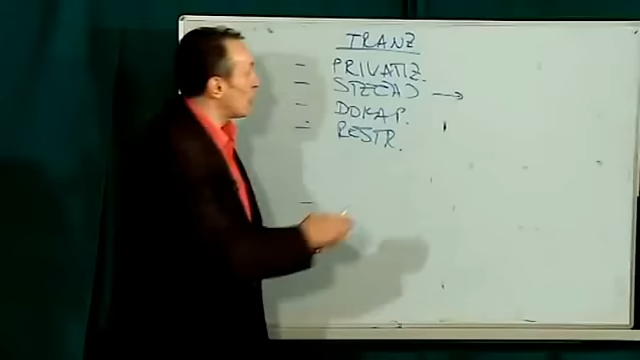 TRANZ
- PRIVATIZ.
- STEČAJ →
- DOKAP.
- RESTR.
-